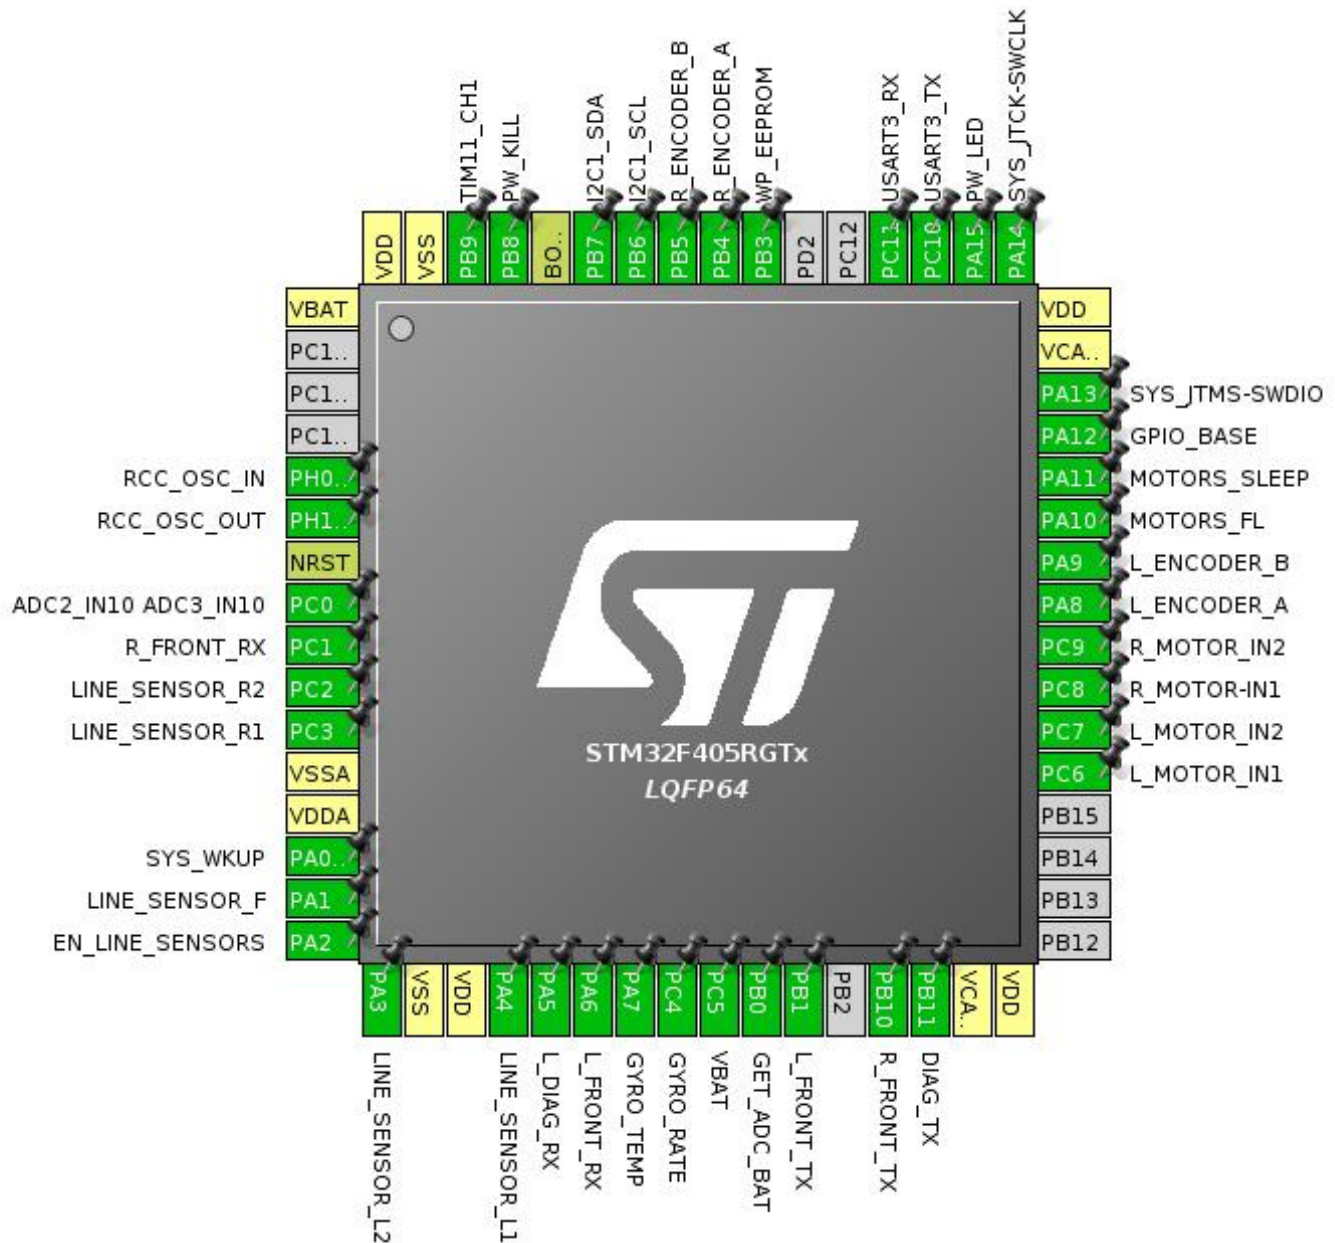 TIM11_CH1
PW_KILL
I2C1_SDA
I2C1_SCL
R_ENCODER_B
R_ENCODER_A
WP_EEPROM
USART3_RX
USART3_TX
PW_LED
SYS_JTCK-SWCLK
VDD
VSS
PB9
PB8
BO..
PB7
PB6
PB5
PB4
PB3
PD2
PC12
PC11
PC10
PA15
PA14
VBAT
PC1..
PC1..
PC1..
RCC_OSC_IN PH0..
RCC_OSC_OUT PH1..
NRST
ADC2_IN10 ADC3_IN10 PC0
R_FRONT_RX PC1
LINE_SENSOR_R2 PC2
LINE_SENSOR_R1 PC3
VSSA
VDDA
SYS_WKUP PA0..
LINE_SENSOR_F PA1
EN_LINE_SENSORS PA2
STM32F405RGTx
LQFP64
VDD
VCA..
PA13 SYS_JTMS-SWDIO
PA12 GPIO_BASE
PA11 MOTORS_SLEEP
PA10 MOTORS_FL
PA9 L_ENCODER_B
PA8 L_ENCODER_A
PC9 R_MOTOR_IN2
PC8 R_MOTOR-IN1
PC7 L_MOTOR_IN2
PC6 L_MOTOR_IN1
PB15
PB14
PB13
PB12
PA3
VSS
VDD
PA4
PA5
PA6
PA7
PC4
PC5
PB0
PB1
PB2
PB10
PB11
VCA..
VDD
LINE_SENSOR_L2
LINE_SENSOR_L1
L_DIAG_RX
L_FRONT_RX
GYRO_TEMP
GYRO_RATE
VBAT
GET_ADC_BAT
L_FRONT_TX
R_FRONT_TX
DIAG_TX